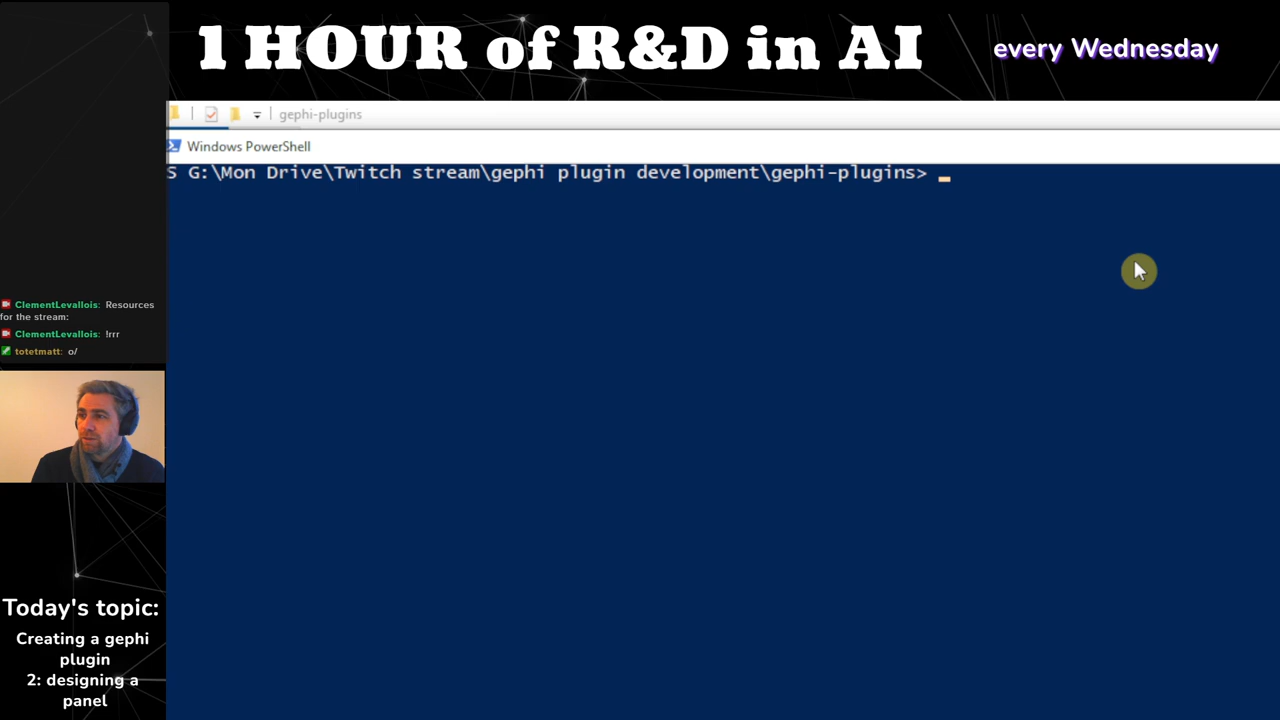 1 HOUR of R&D in AI
every Wednesday
gephi-plugins
Windows PowerShell
S G:\Mon Drive\Twitch stream\gephi plugin development\gephi-plugins>
ClementLevallois: Resources
for the stream:
ClementLevallois: !rrr
totetmatt: o/
Today's topic:
Creating a gephi
plugin
2: designing a
panel